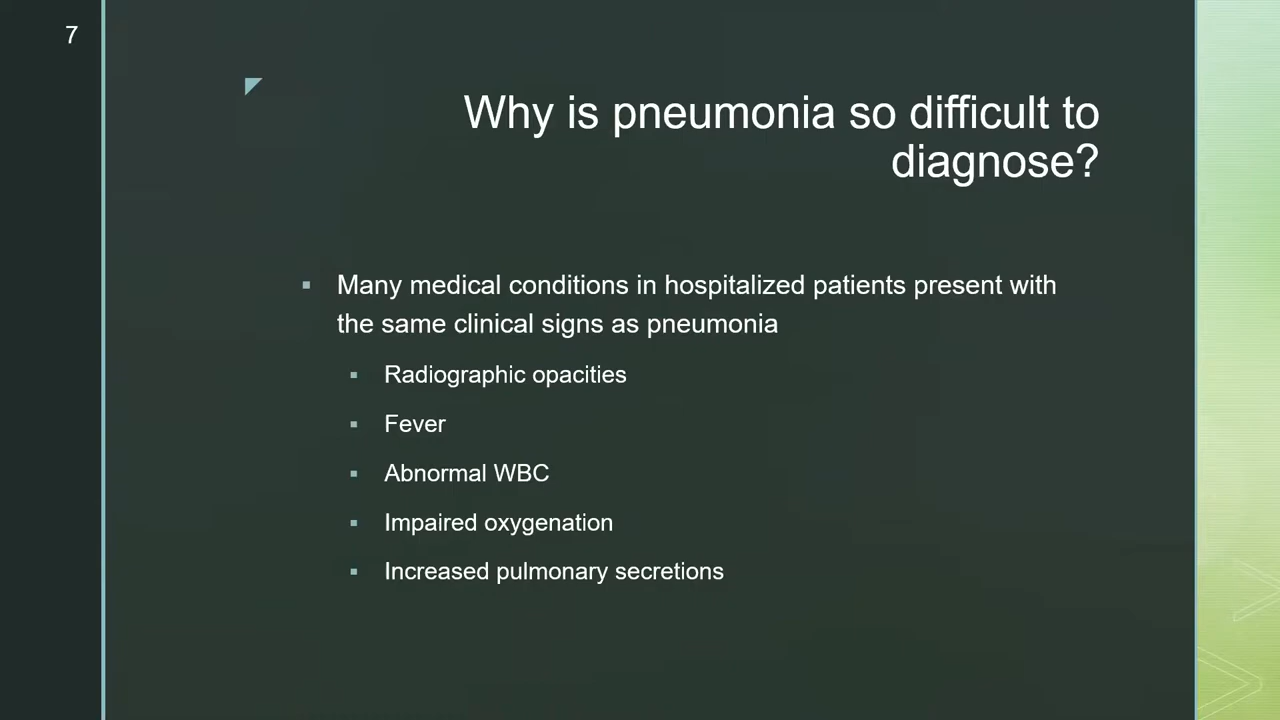 7
Why is pneumonia so difficult to
diagnose?
▪ Many medical conditions in hospitalized patients present with
the same clinical signs as pneumonia
▪ Radiographic opacities
▪ Fever
▪ Abnormal WBC
▪ Impaired oxygenation
▪ Increased pulmonary secretions